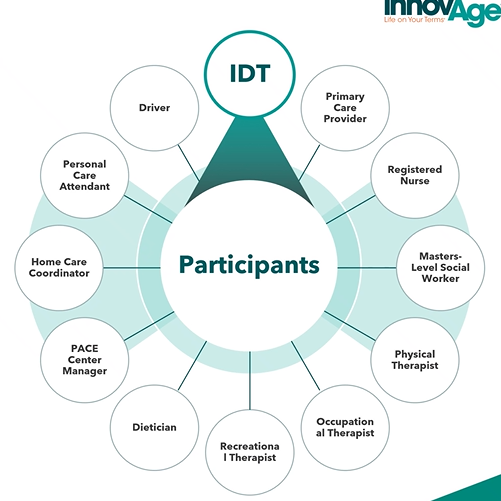 InnovAge
Life on Your Terms
IDT
Driver
Primary
Care
Provider
Personal
Care
Attendant
Registered
Nurse
Home Care
Coordinator
Participants
Masters-
Level Social
Worker
PACE
Center
Manager
Physical
Therapist
Dietician
Recreationa
l Therapist
Occupation
al Therapist